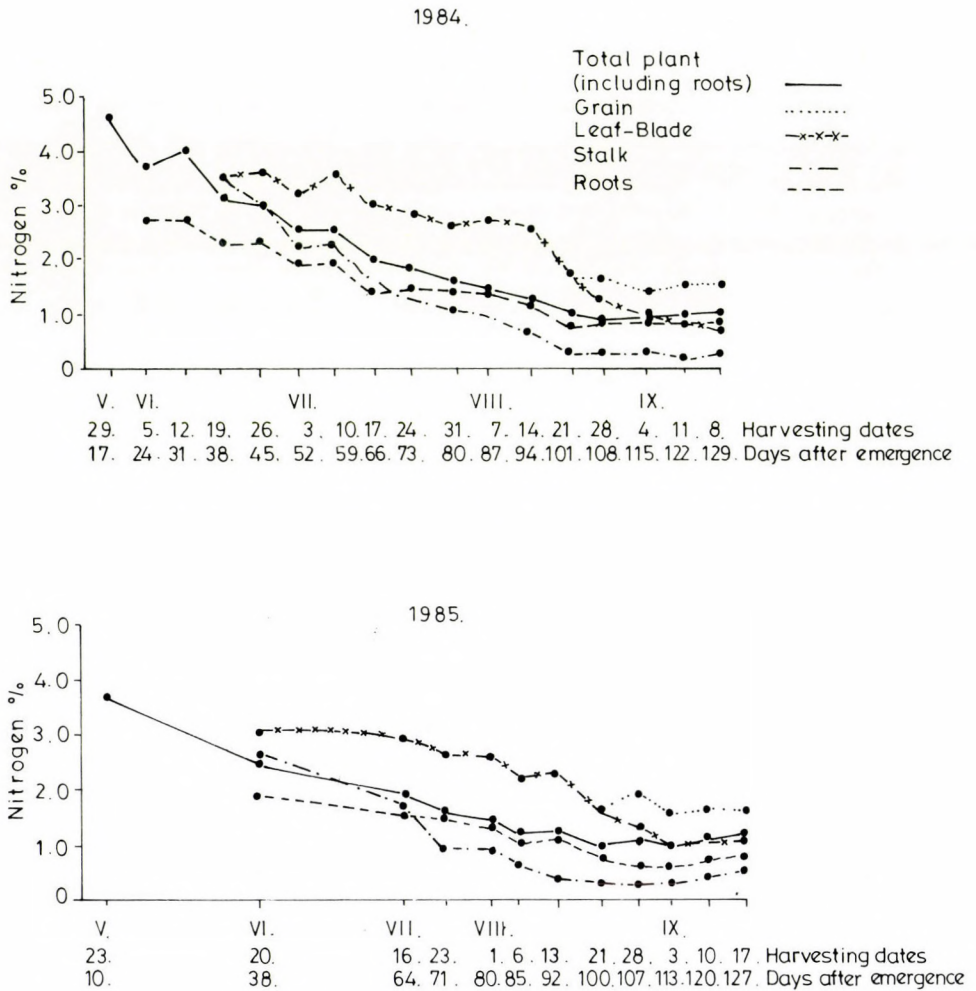 1984.
Total plant
(including roots)
Grain
Leaf-Blade
Stalk
Roots
Nitrogen %
5.0
4.0
3.0
2.0
1.0
0
V. VI. VII. VIII. IX.
29. 5. 12. 19. 26. 3. 10. 17. 24. 31. 7. 14. 21. 28. 4. 11. 8. Harvesting dates
17. 24. 31. 38. 45. 52. 59. 66. 73. 80. 87. 94. 101. 108. 115. 122. 129. Days after emergence
1985.
Nitrogen %
5.0
4.0
3.0
2.0
1.0
0
V. VI. VII. VIII. IX.
23. 20. 16. 23. 1. 6. 13. 21. 28. 3. 10. 17. Harvesting dates
10. 38. 64. 71. 80. 85. 92. 100. 107. 113. 120. 127. Days after emergence